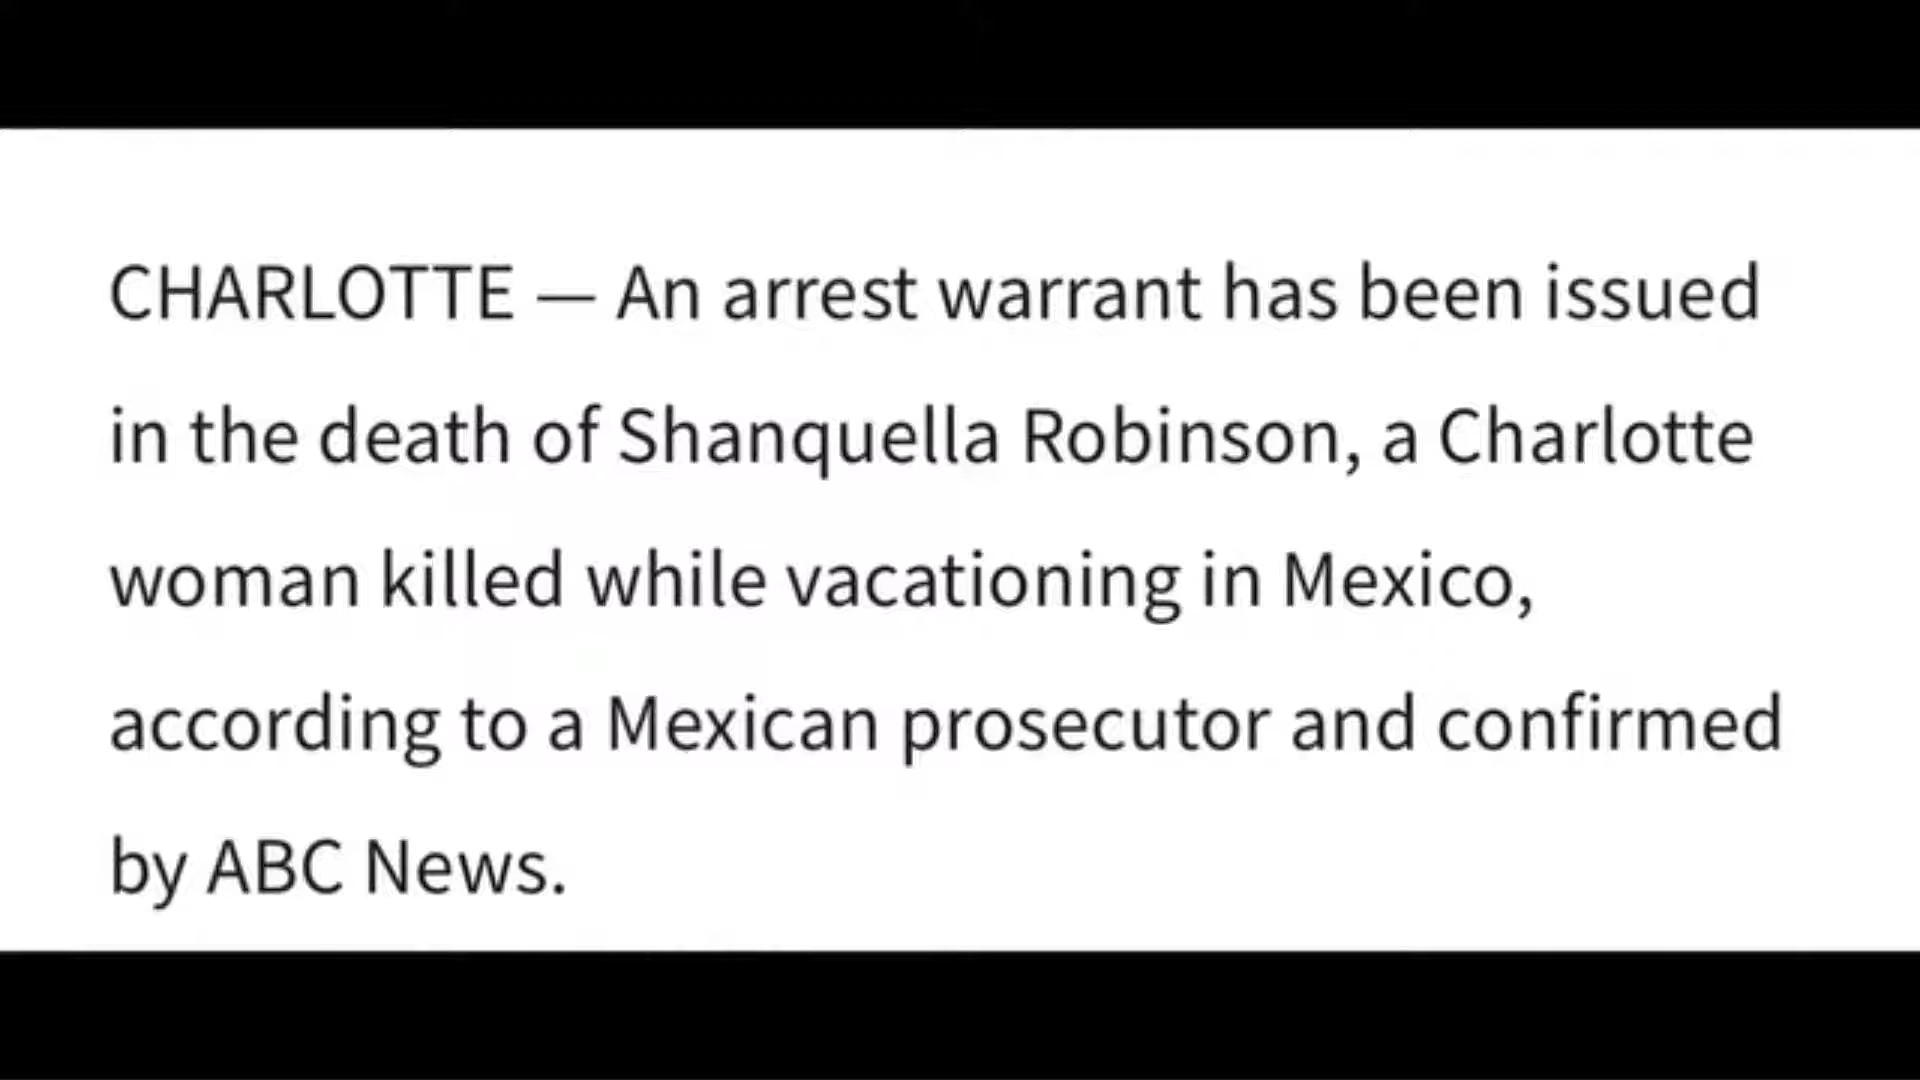 CHARLOTTE — An arrest warrant has been issued
in the death of Shanquella Robinson, a Charlotte
woman killed while vacationing in Mexico,
according to a Mexican prosecutor and confirmed
by ABC News.